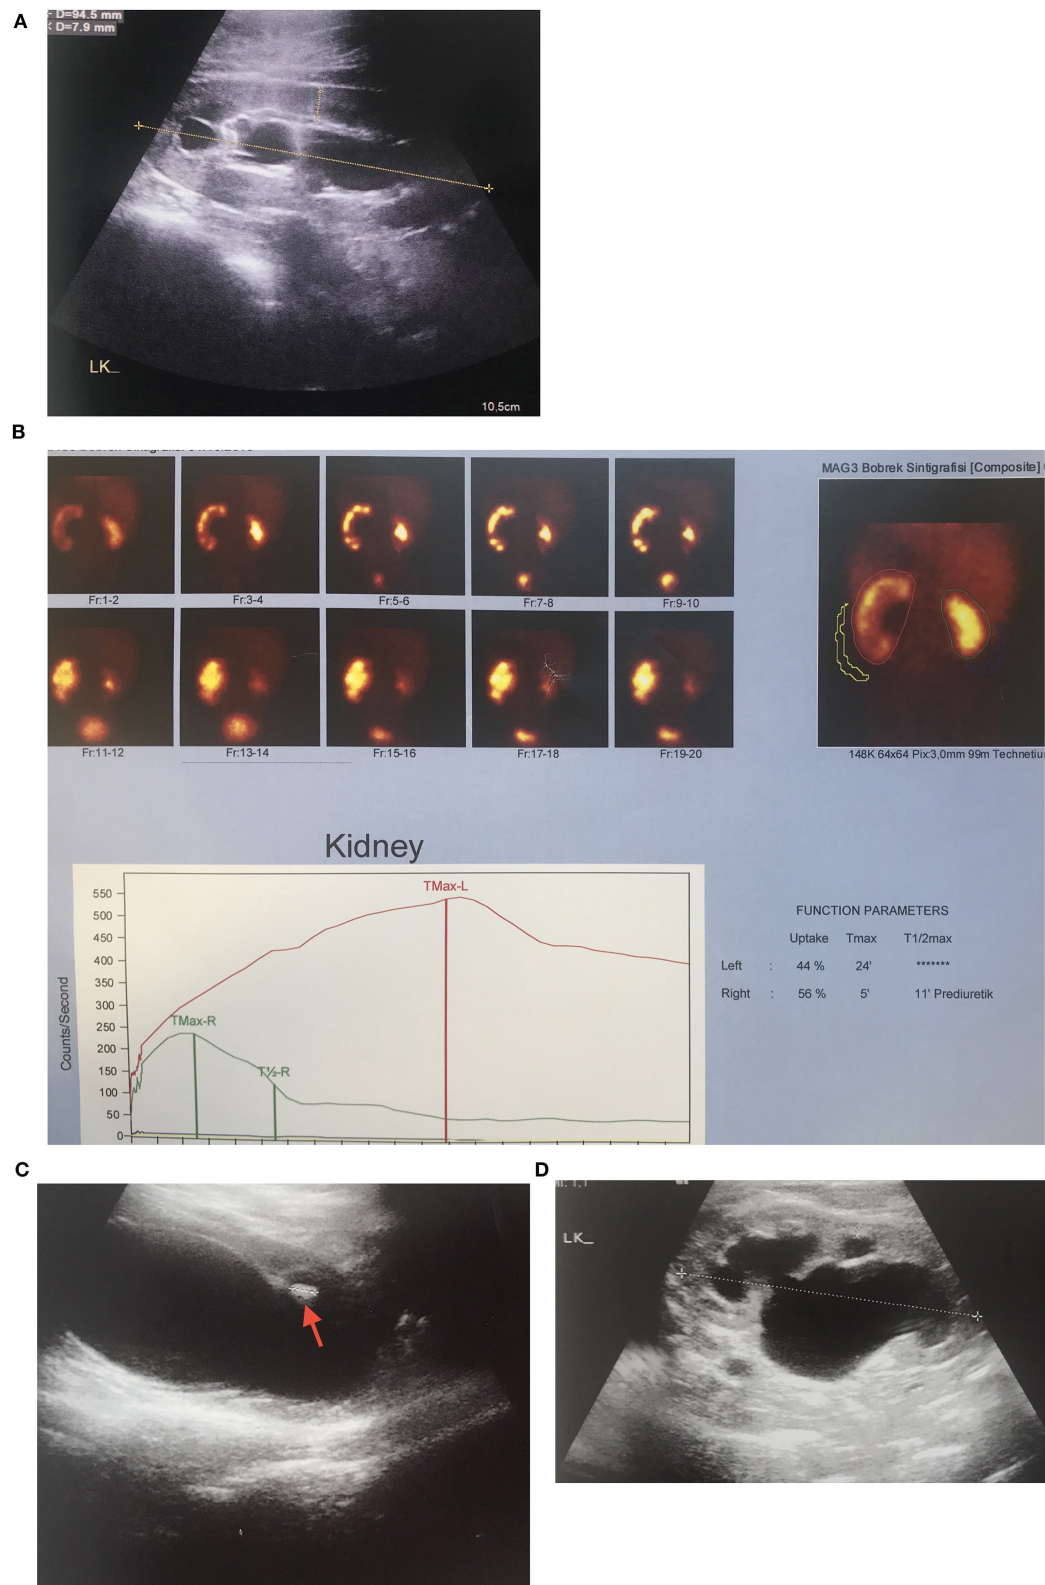 A
D=94.5 mm
D=7.9 mm
LK_
10,5cm
B
MAG3 Bobrek Sintigrafisi [Composite]
Fr:1-2
Fr:3-4
Fr:5-6
Fr:7-8
Fr:9-10
Fr:11-12
Fr:13-14
Fr:15-16
Fr:17-18
Fr:19-20
148K 64x64 Pix:3,0mm 99m
Kidney
TMax-L
TMax-R
T½-R
Counts/Second
550
500
450
400
350
300
250
200
150
100
50
0
FUNCTION PARAMETERS
Uptake Tmax T1/2max
Left : 44 % 24' *******
Right : 56 % 5' 11' Prediuretik
C
D
LK_